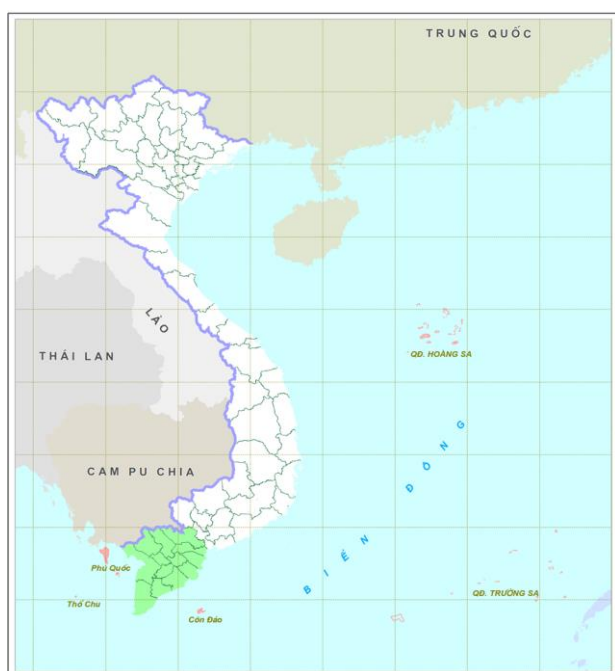 TRUNG QUỐC
LÀO
QĐ. HOÀNG SA
THÁI LAN
CAM PU CHIA
BIỂN ĐÔNG
Phú Quốc
QĐ. TRƯỜNG SA
Thổ Chu
Côn Đảo